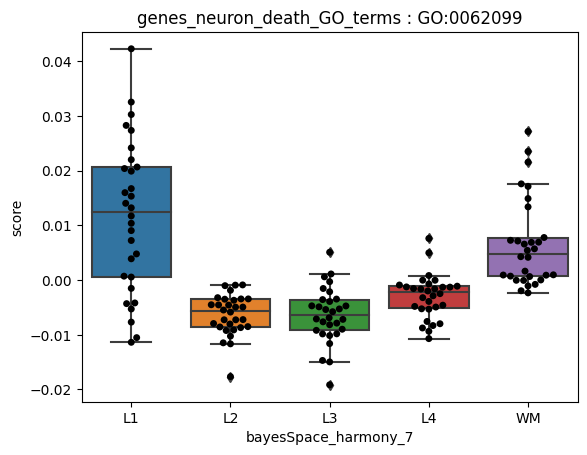 genes_neuron_death_GO_terms : GO:0062099
score
0.04
0.03
0.02
0.01
0.00
−0.01
−0.02
L1 L2 L3 L4 WM
bayesSpace_harmony_7